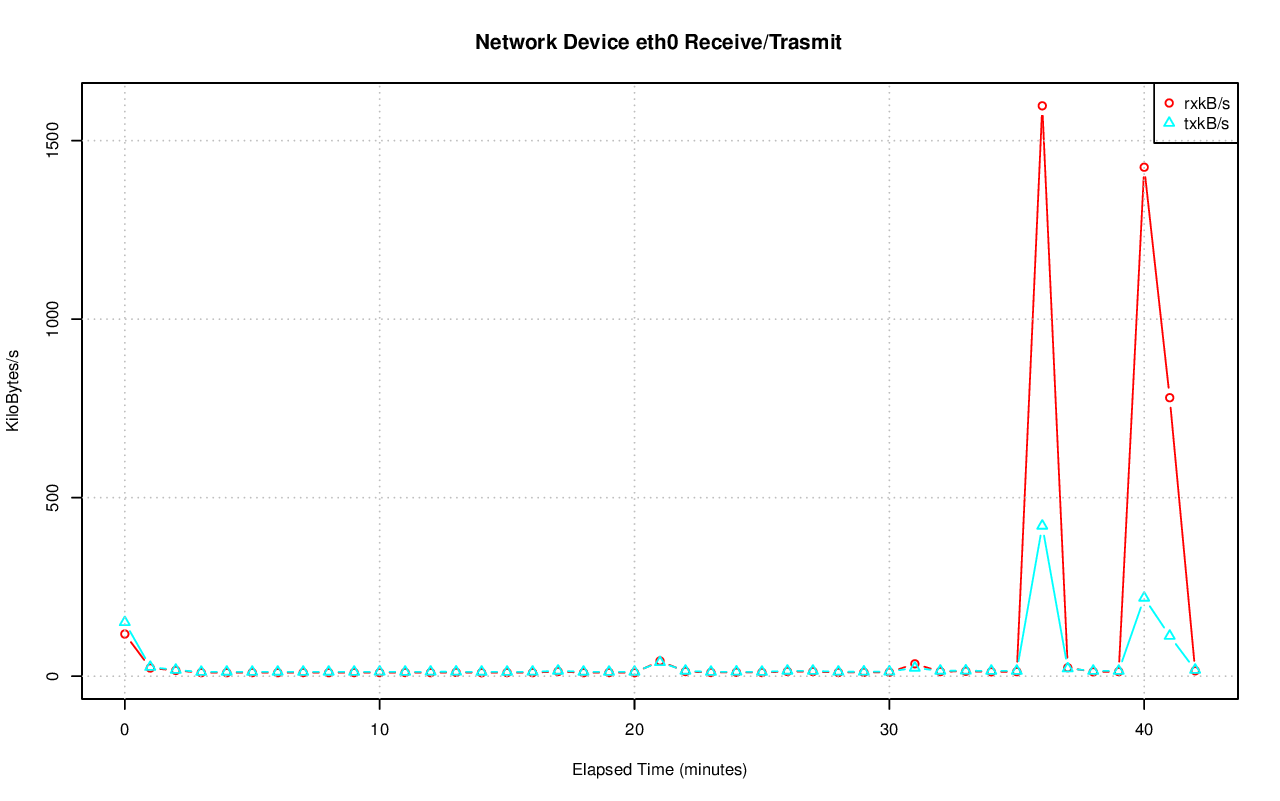 Network Device eth0 Receive/Trasmit
rxkB/s
txkB/s
KiloBytes/s
1500
1000
500
0
0 10 20 30 40
Elapsed Time (minutes)